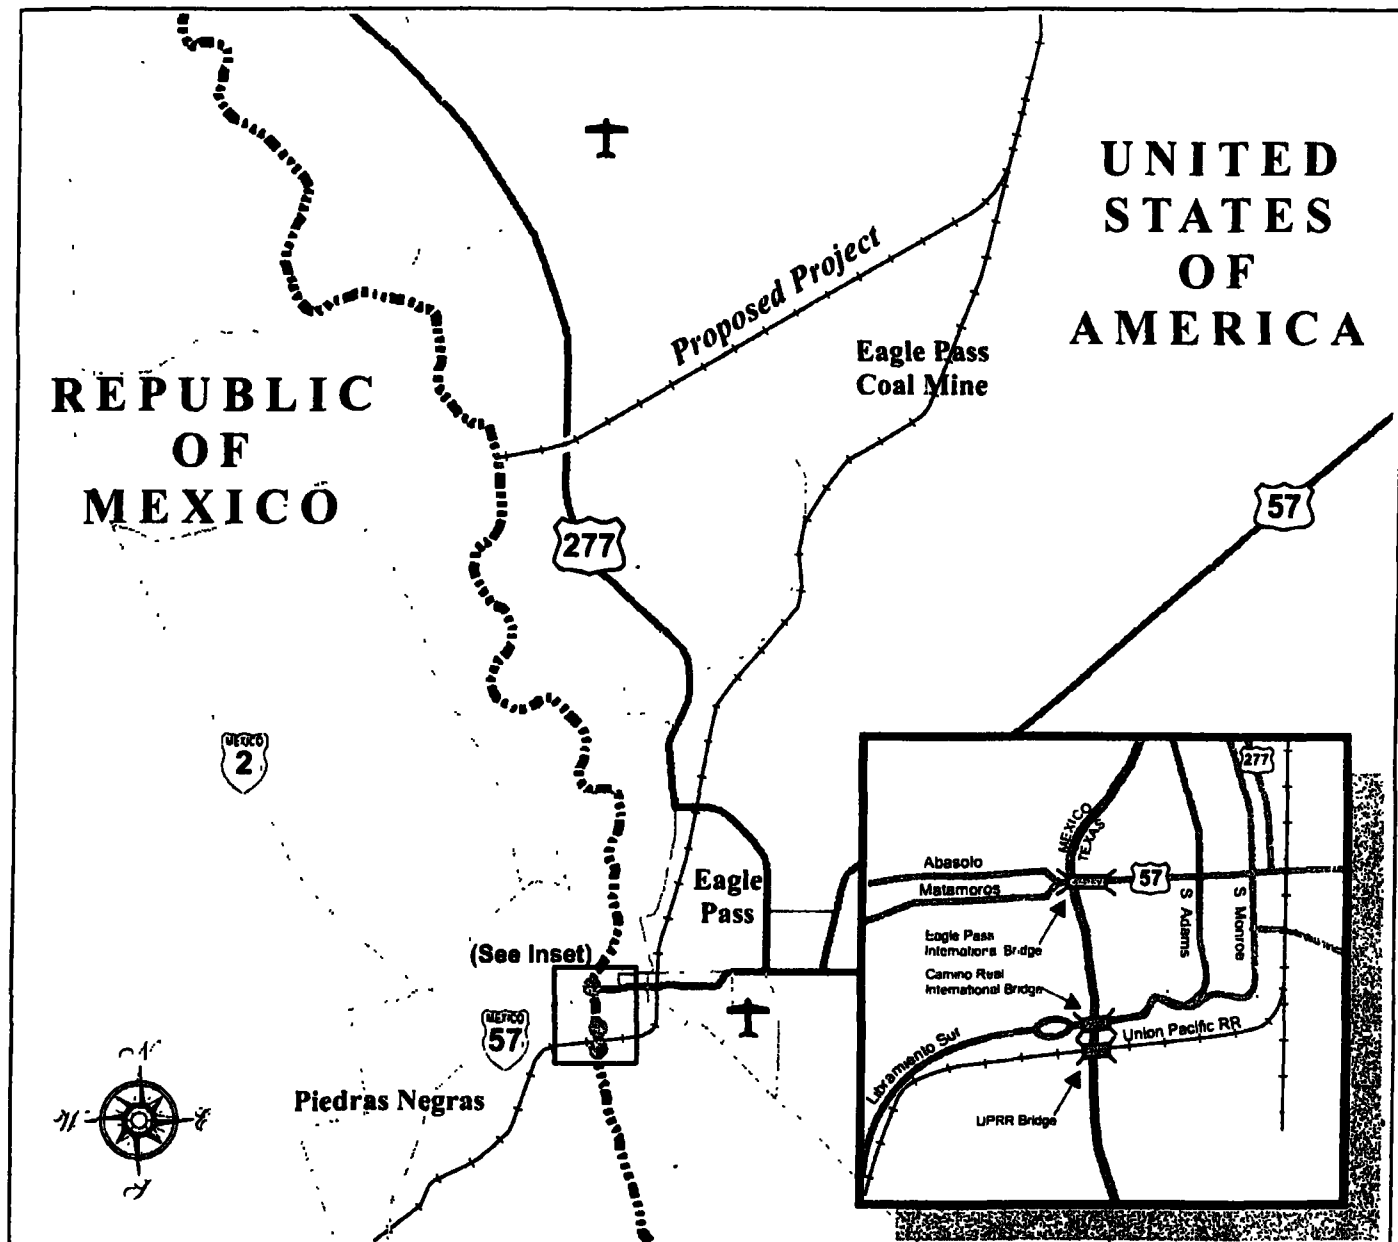 UNITED
STATES
OF
AMERICA
Proposed Project
Eagle Pass
Coal Mine
REPUBLIC
OF
MEXICO
57
277
MEXICO
2
Eagle
Pass
(See Inset)
MEXICO
57
Piedras Negras
277
MEXICO
TEXAS
Abasolo
57
Matamoros
S Adams
S Monroe
Eagle Pass
International Bridge
Camino Real
International Bridge
Union Pacific RR
Libramiento Sur
UPRR Bridge